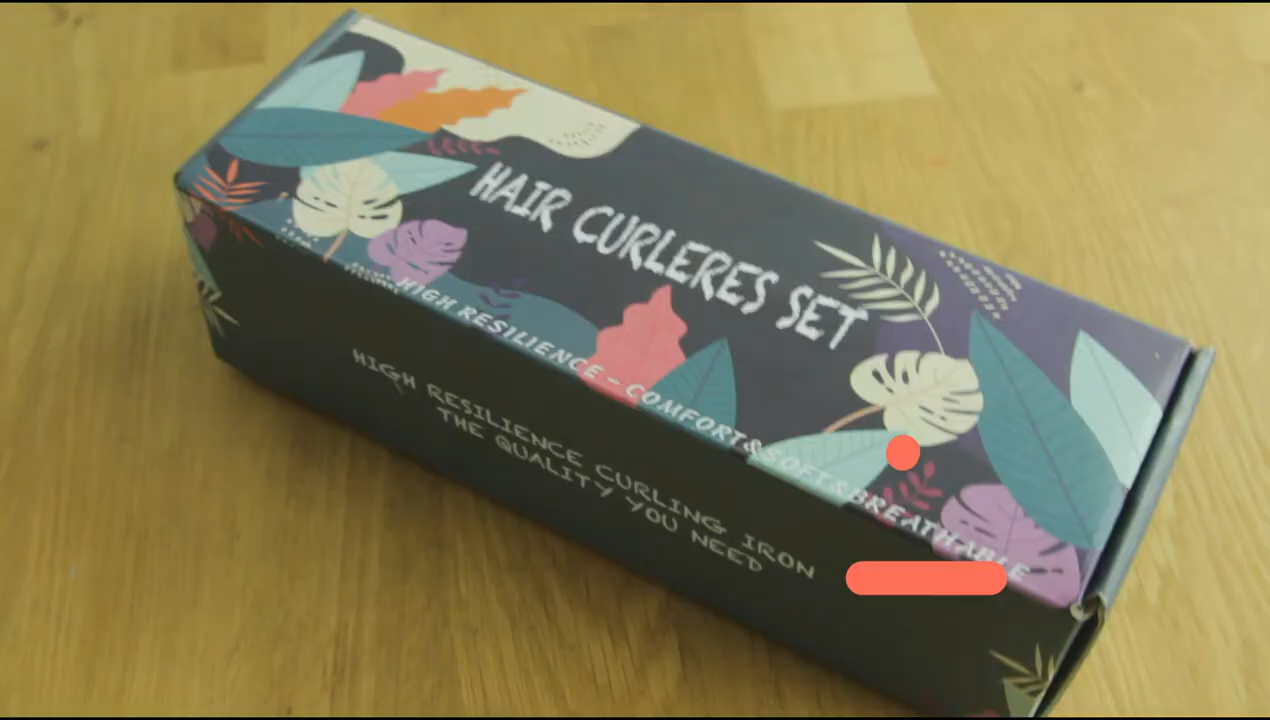 HAIR CURLERES SET
HIGH RESILIENCE - COMFORT&SOFT&BREATHABLE
HIGH RESILIENCE CURLING IRON
THE QUALITY YOU NEED